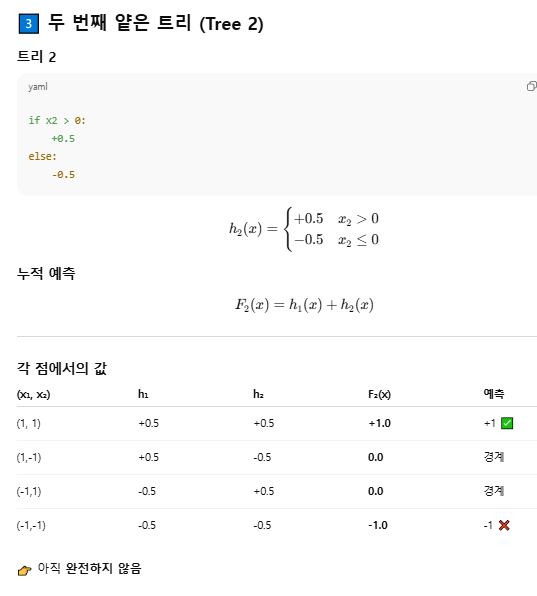 3 두 번째 얕은 트리 (Tree 2)
트리 2
yaml
if x2 > 0:
    +0.5
else:
    -0.5
h₂(x) = { +0.5 x₂ > 0
−0.5 x₂ ≤ 0
누적 예측
F₂(x) = h₁(x) + h₂(x)
각 점에서의 값
(x₁, x₂) h₁ h₂ F₂(x) 예측
(1, 1) +0.5 +0.5 +1.0 +1 ✅
(1,-1) +0.5 -0.5 0.0 경계
(-1,1) -0.5 +0.5 0.0 경계
(-1,-1) -0.5 -0.5 -1.0 -1 ❌
👉 아직 완전하지 않음